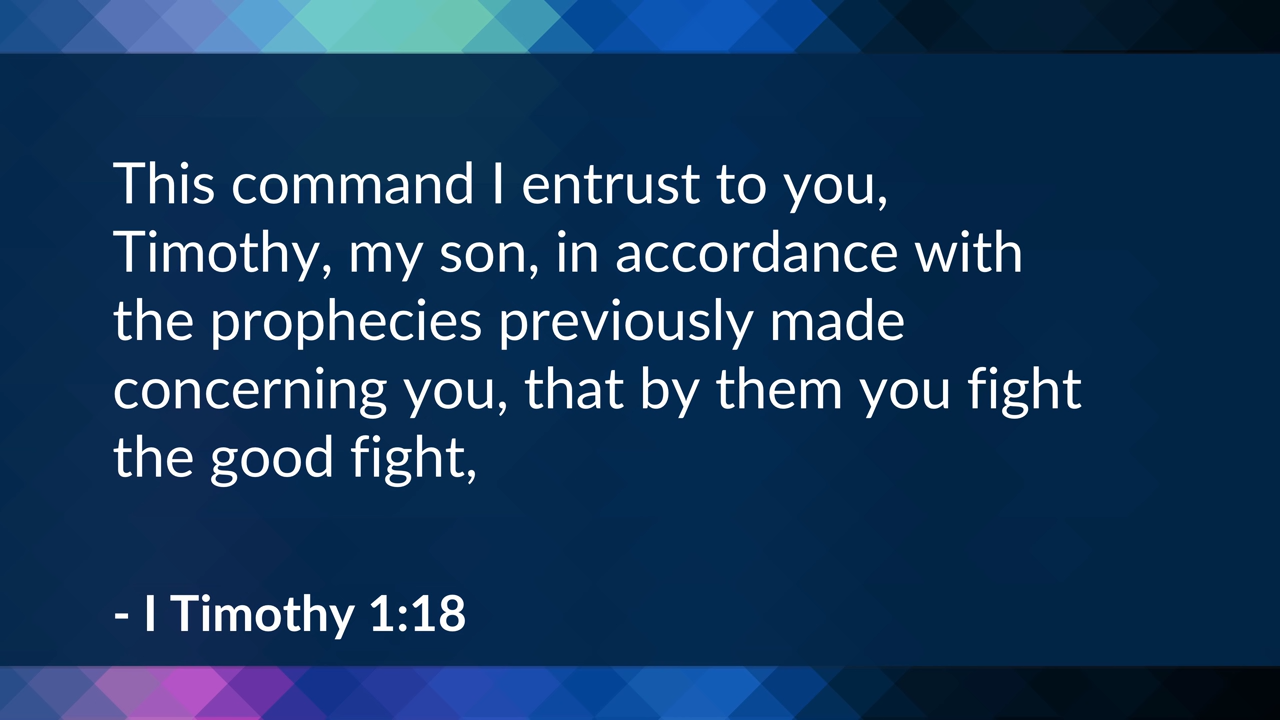 This command I entrust to you,
Timothy, my son, in accordance with
the prophecies previously made
concerning you, that by them you fight
the good fight,
- I Timothy 1:18